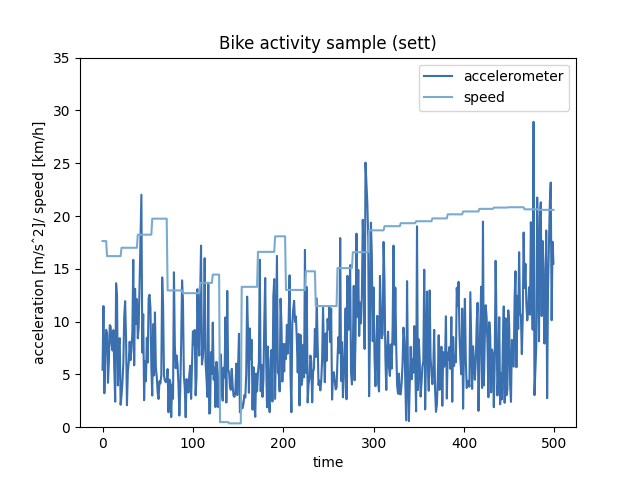 Bike activity sample (sett)
accelerometer
speed
acceleration [m/s^2]/ speed [km/h]
35
30
25
20
15
10
5
0
0 100 200 300 400 500
time